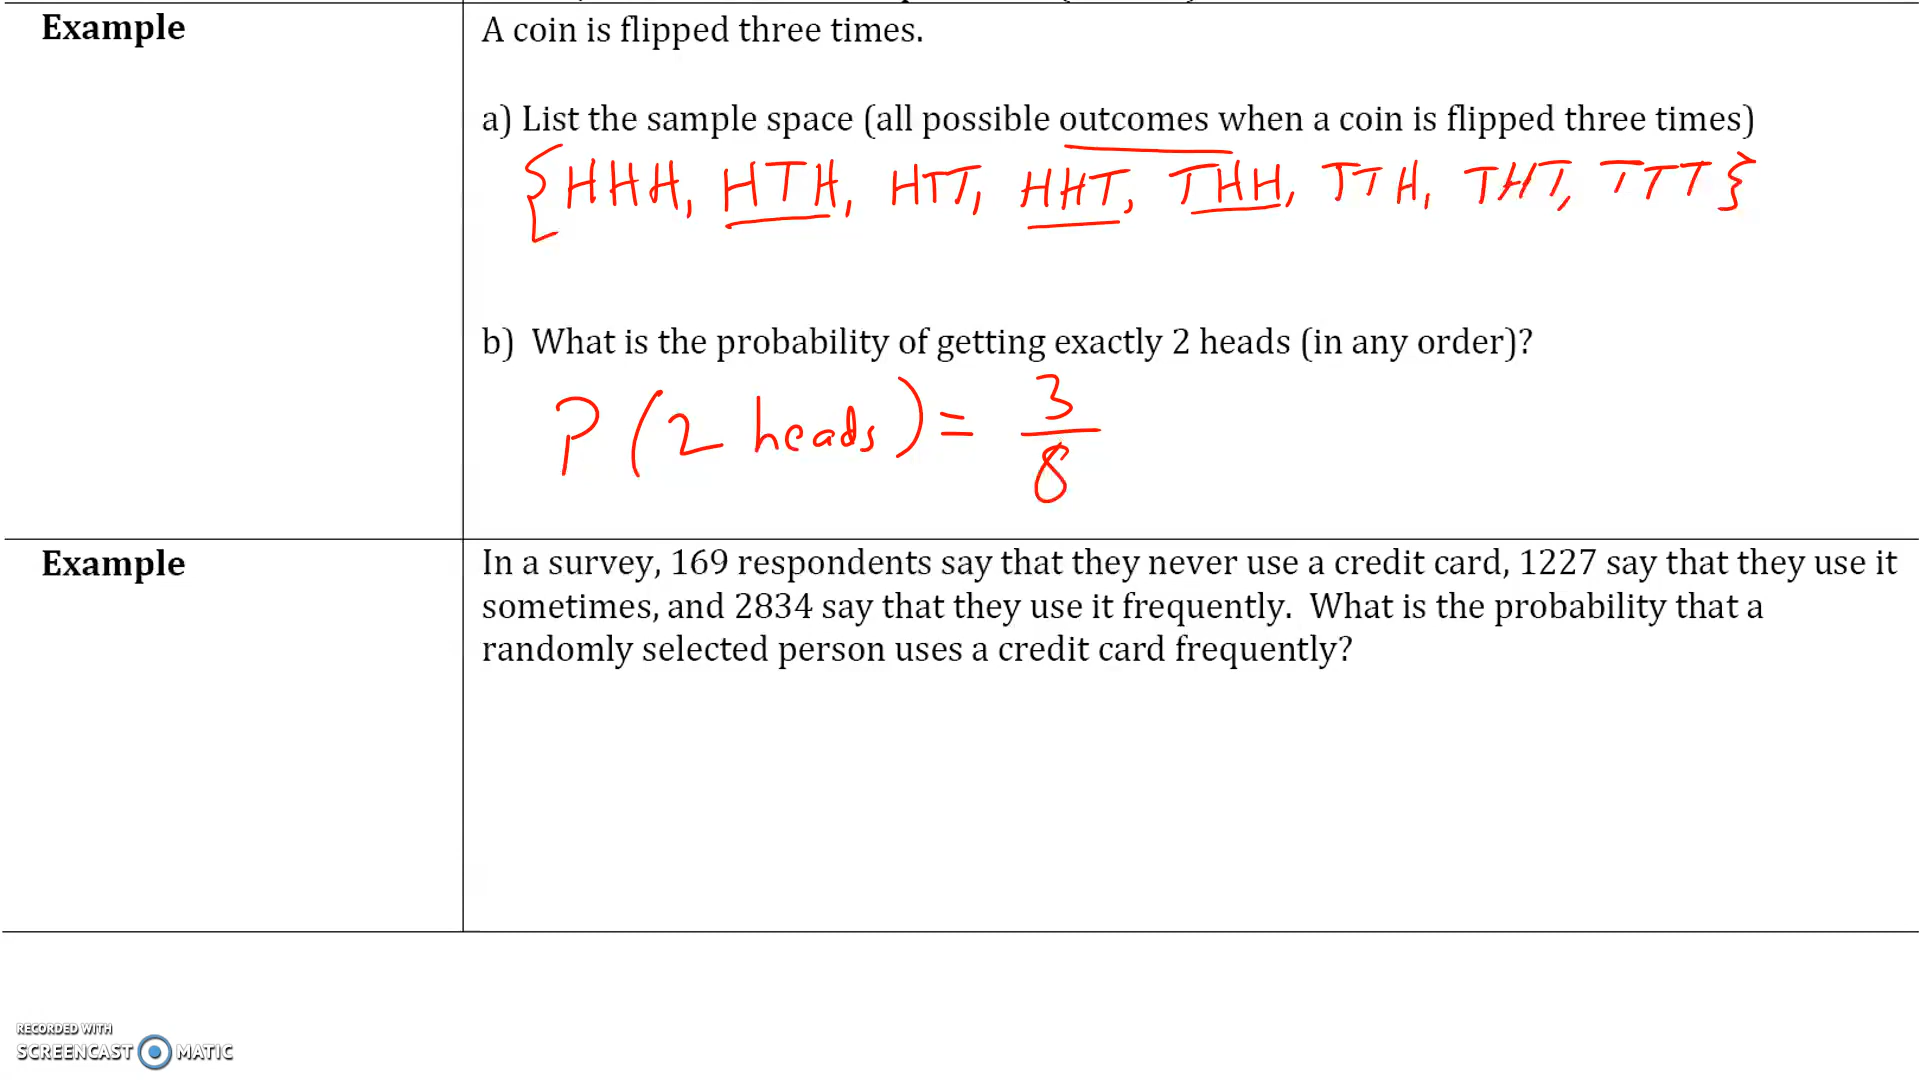 Example
A coin is flipped three times.
a) List the sample space (all possible outcomes when a coin is flipped three times)
{HHH, HTH, HTT, HHT, THH, TTH, THT, TTT}
b) What is the probability of getting exactly 2 heads (in any order)?
P (2 heads) = 3
8
Example
In a survey, 169 respondents say that they never use a credit card, 1227 say that they use it
sometimes, and 2834 say that they use it frequently. What is the probability that a
randomly selected person uses a credit card frequently?
RECORDED WITH
SCREENCAST MATIC